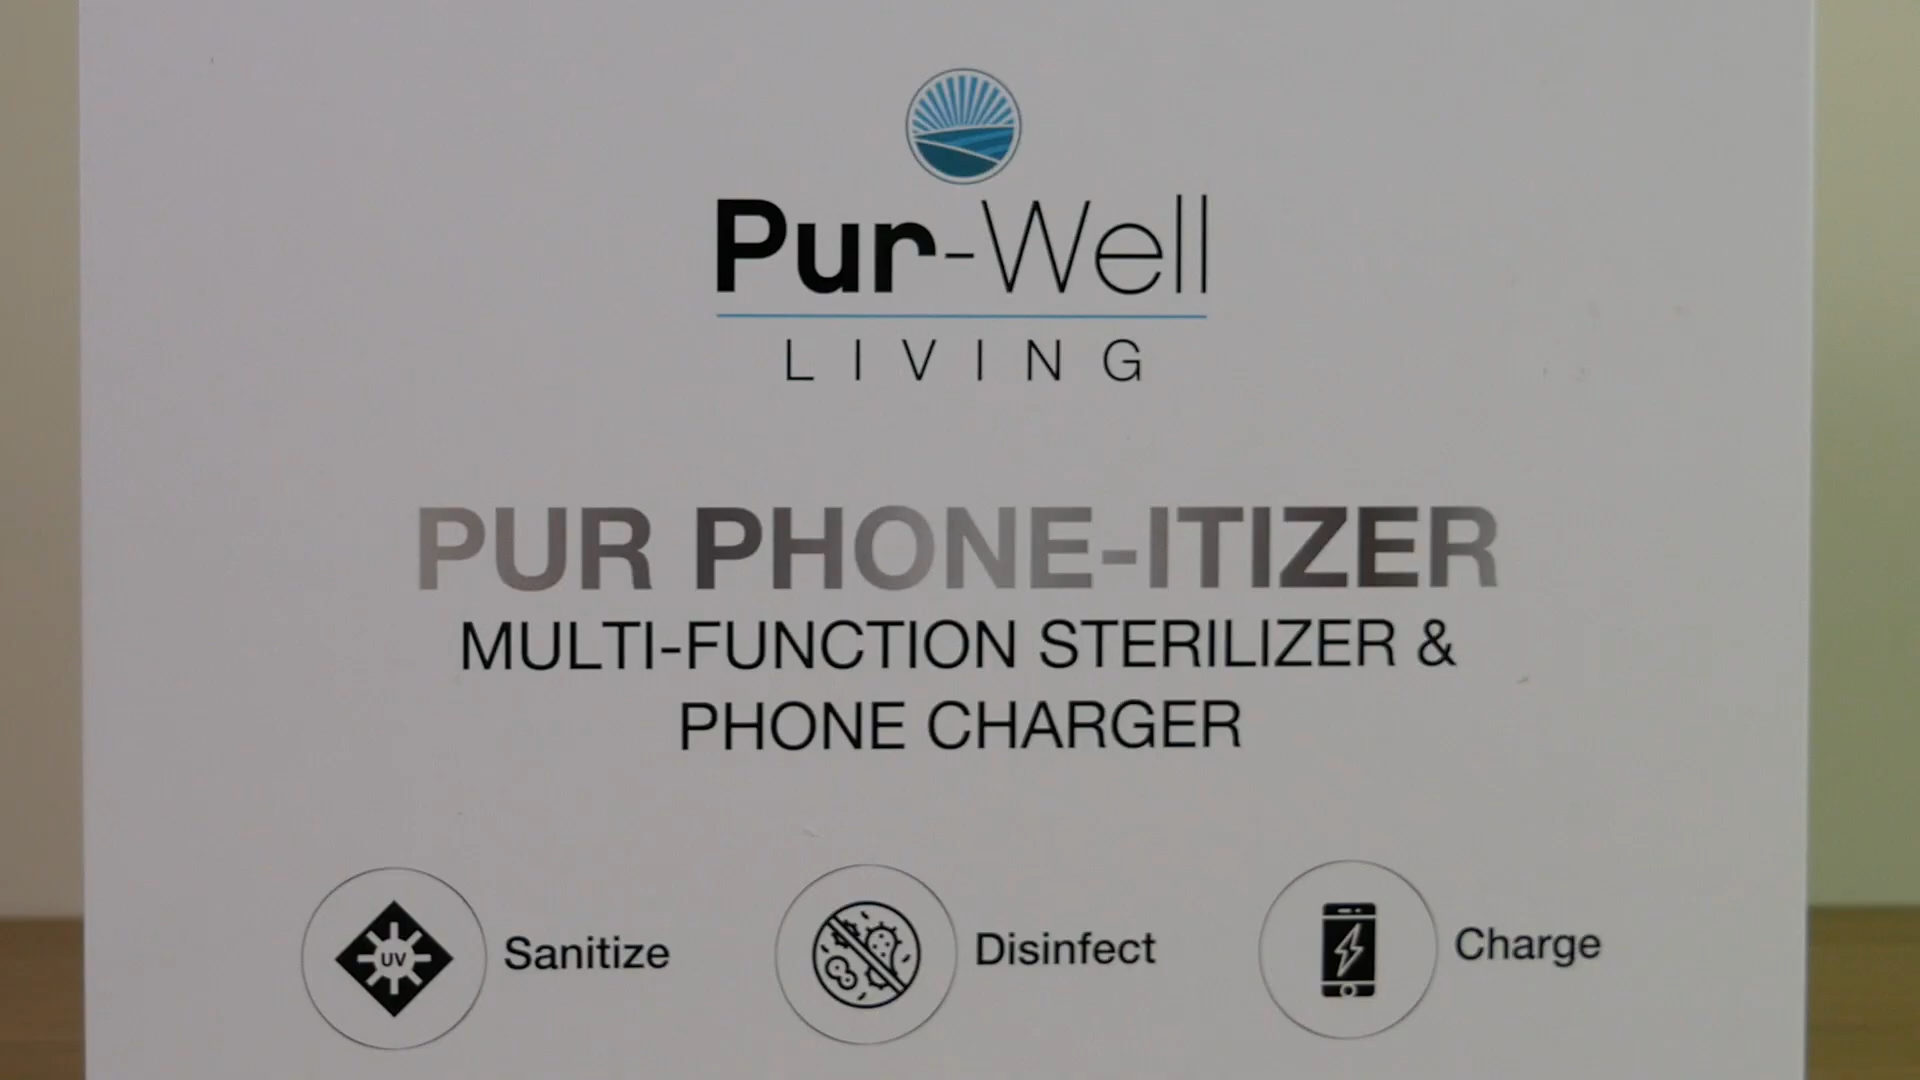 Pur-Well
LIVING
PUR PHONE-ITIZER
MULTI-FUNCTION STERILIZER &
PHONE CHARGER
UV Sanitize Disinfect Charge